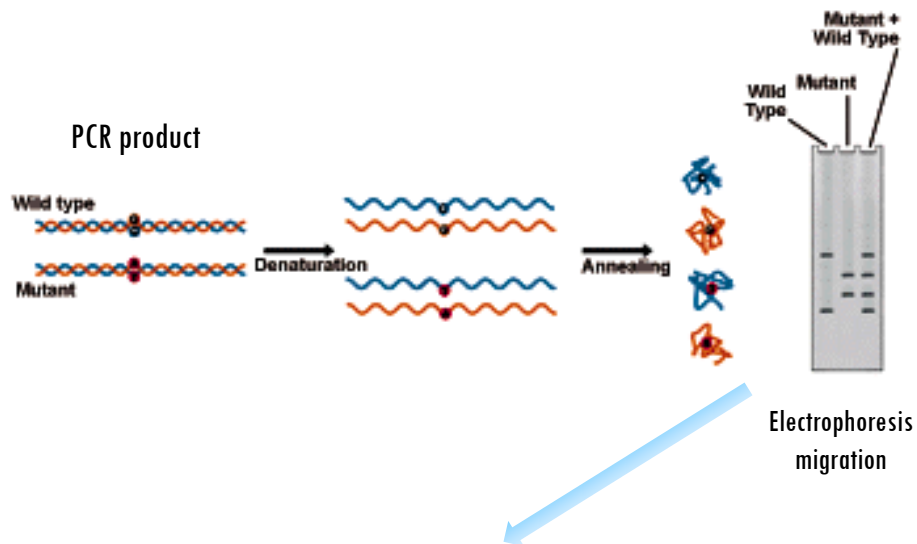 Mutant +
Wild Type
Mutant
Wild
Type
PCR product
Wild type
Mutant
Denaturation
Annealing
Electrophoresis
migration